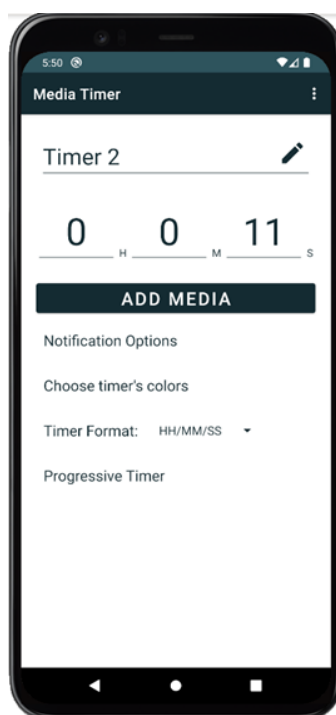 5:50
Media Timer
Timer 2
0 H 0 M 11 S
ADD MEDIA
Notification Options
Choose timer's colors
Timer Format: HH/MM/SS
Progressive Timer